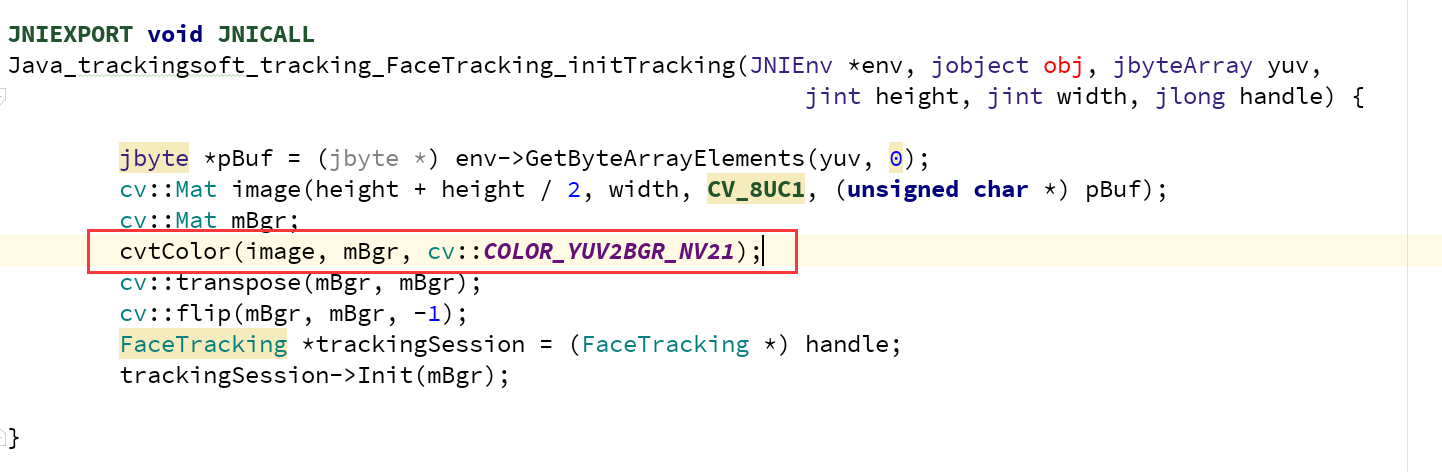 JNIEXPORT void JNICALL
Java_trackingsoft_tracking_FaceTracking_initTracking(JNIEnv *env, jobject obj, jbyteArray yuv,
jint height, jint width, jlong handle) {
jbyte *pBuf = (jbyte *) env->GetByteArrayElements(yuv, 0);
cv::Mat image(height + height / 2, width, CV_8UC1, (unsigned char *) pBuf);
cv::Mat mBgr;
cvtColor(image, mBgr, cv::COLOR_YUV2BGR_NV21);
cv::transpose(mBgr, mBgr);
cv::flip(mBgr, mBgr, -1);
FaceTracking *trackingSession = (FaceTracking *) handle;
trackingSession->Init(mBgr);
}